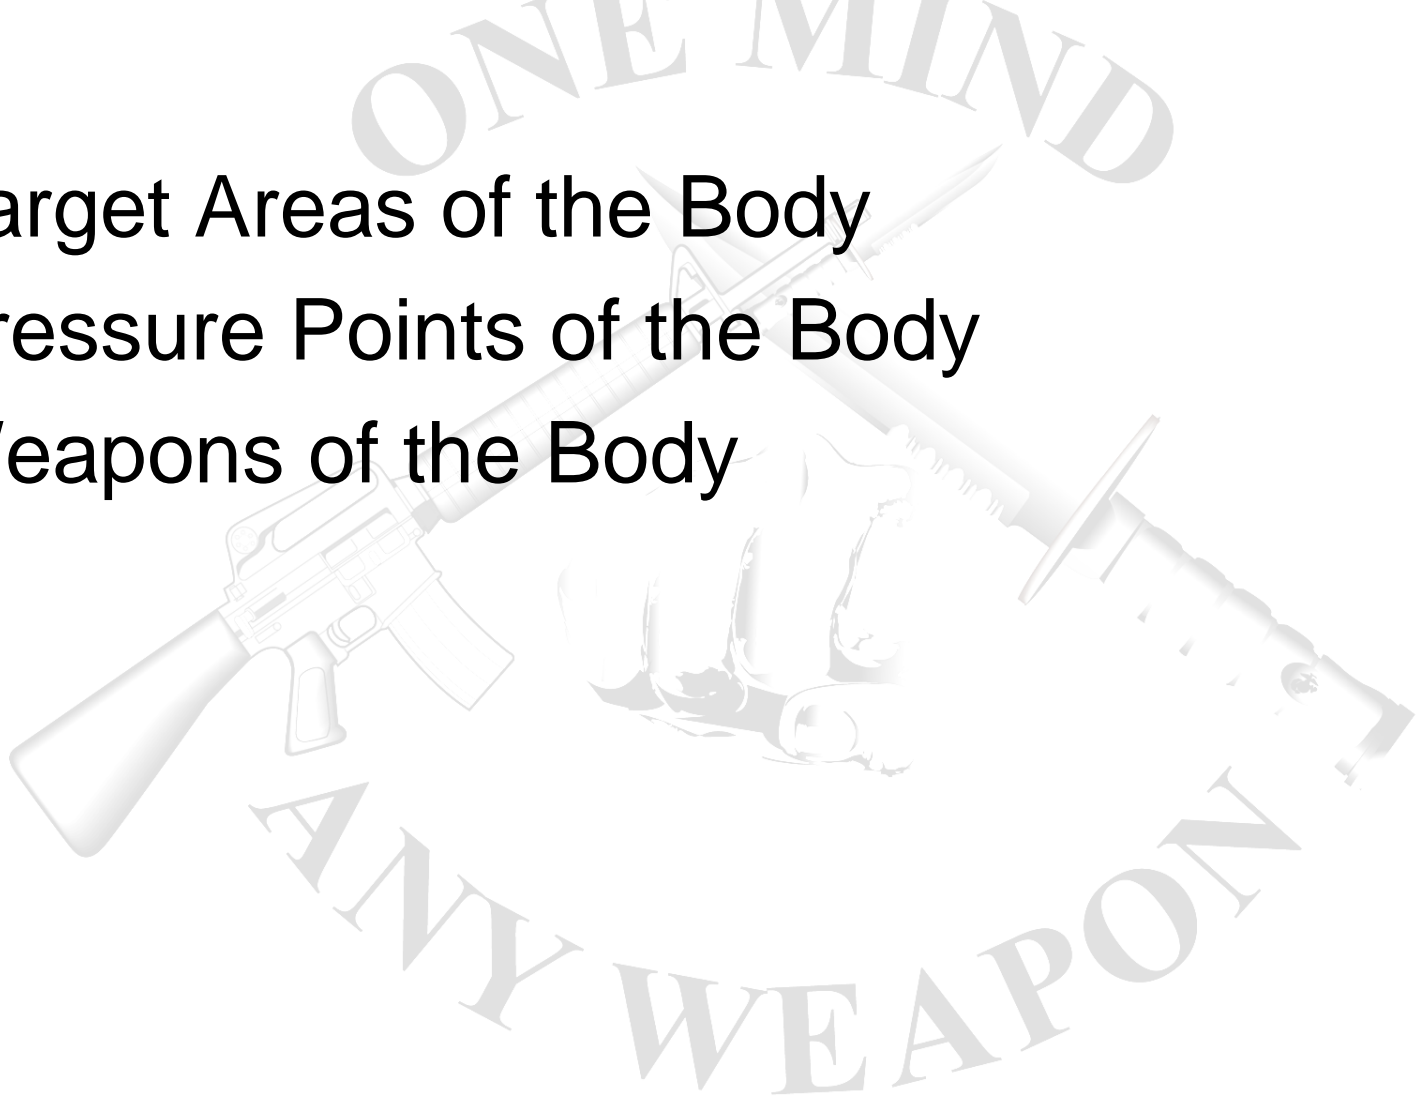 ONE MIND
arget Areas of the Body
ressure Points of the Body
eapons of the Body
ANY WEAPON